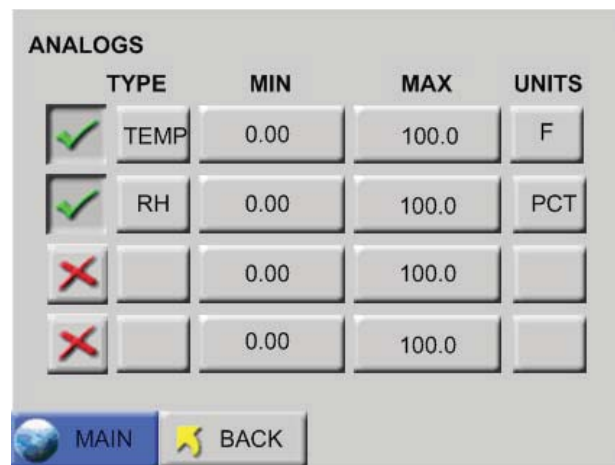 ANALOGS
TYPE MIN MAX UNITS
TEMP 0.00 100.0 F
RH 0.00 100.0 PCT
0.00 100.0
0.00 100.0
MAIN BACK